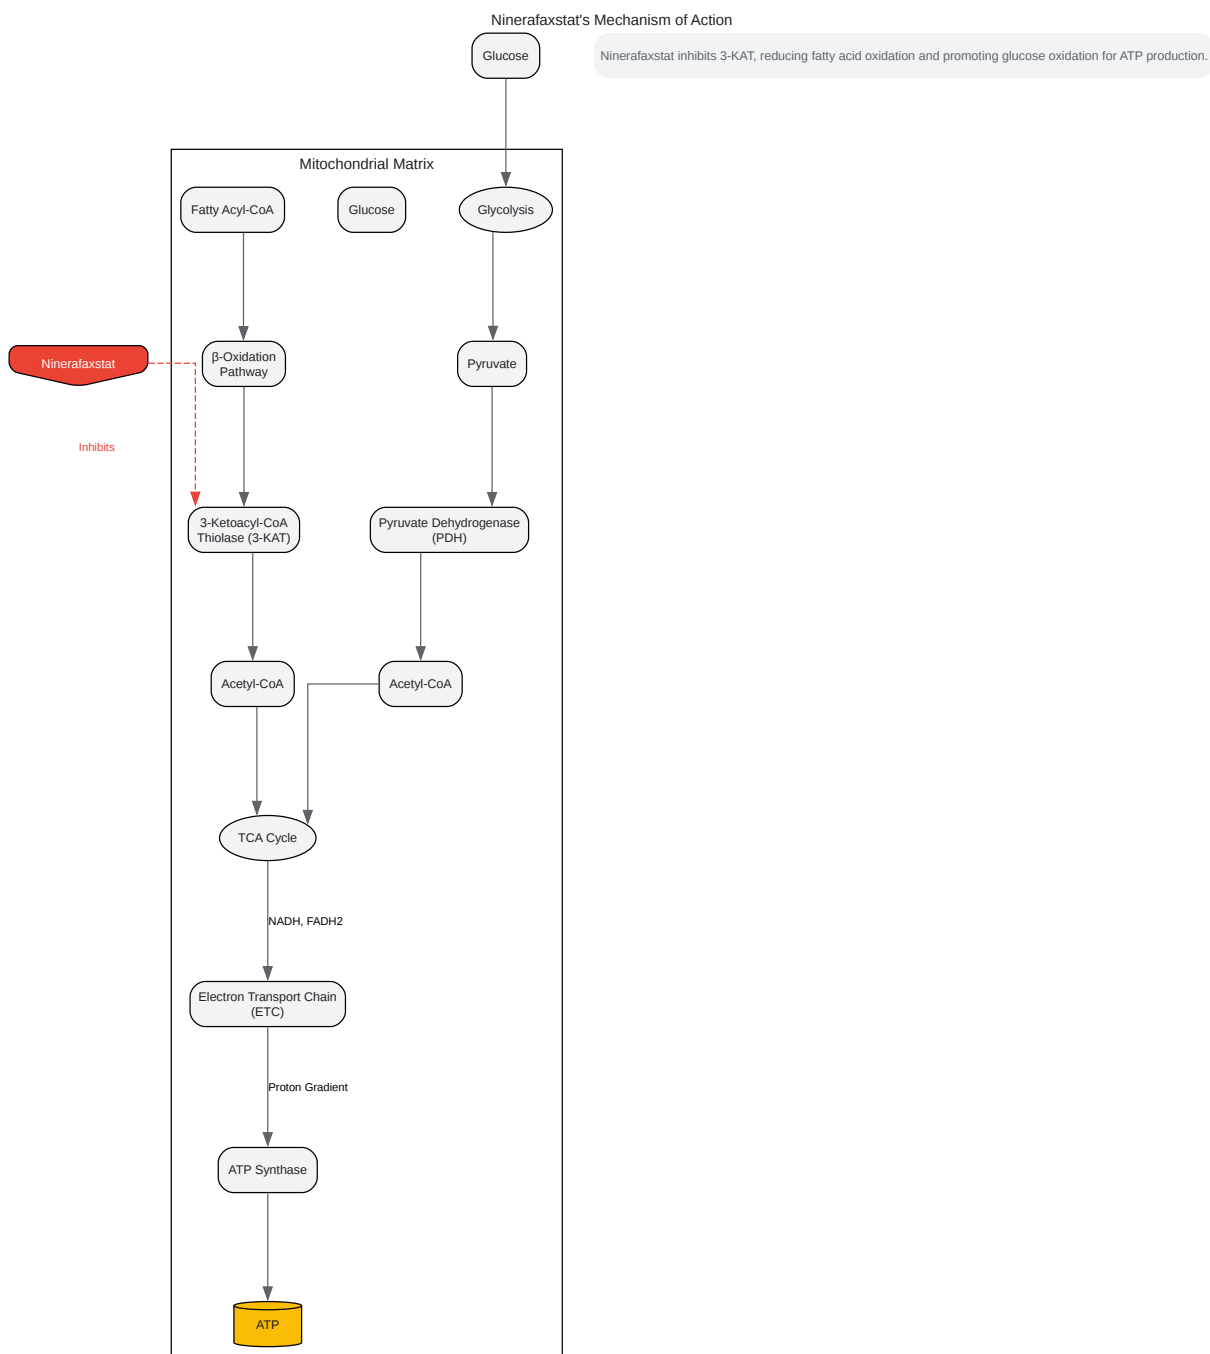 Ninerafaxstat's Mechanism of Action
Glucose
Ninerafaxstat inhibits 3-KAT, reducing fatty acid oxidation and promoting glucose oxidation for ATP production.
Mitochondrial Matrix
Fatty Acyl-CoA
Glucose
Glycolysis
Ninerafaxstat
β-Oxidation
Pathway
Pyruvate
Inhibits
3-Ketoacyl-CoA
Thiolase (3-KAT)
Pyruvate Dehydrogenase
(PDH)
Acetyl-CoA
Acetyl-CoA
TCA Cycle
NADH, FADH2
Electron Transport Chain
(ETC)
Proton Gradient
ATP Synthase
ATP